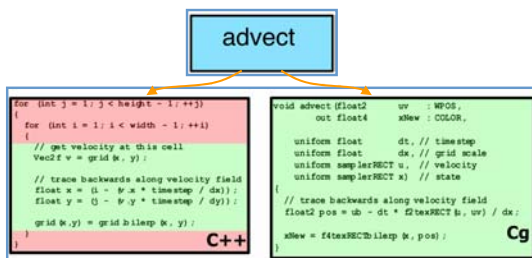 advect
for (int j = 1; j < height - 1; ++j)
{
for (int i = 1; i < width - 1; ++i)
{
// get velocity at this cell
Vec2f v = grid(x, y);
// trace backwards along velocity field
float x = (i - (v.x * timestep / dx));
float y = (j - (v.y * timestep / dy));
grid(x,y) = grid.bilerp(x, y);
}
}
C++
void advect(float2 uv : WPOS,
out float4 xNew : COLOR,
uniform float dt, // timestep
uniform float dx, // grid scale
uniform samplerRECT u, // velocity
uniform samplerRECT x) // state
{
// trace backwards along velocity field
float2 pos = ub - dt * f2texRECT(u, uv) / dx;
xNew = f4texRECTbilerp(x, pos);
}
Cg